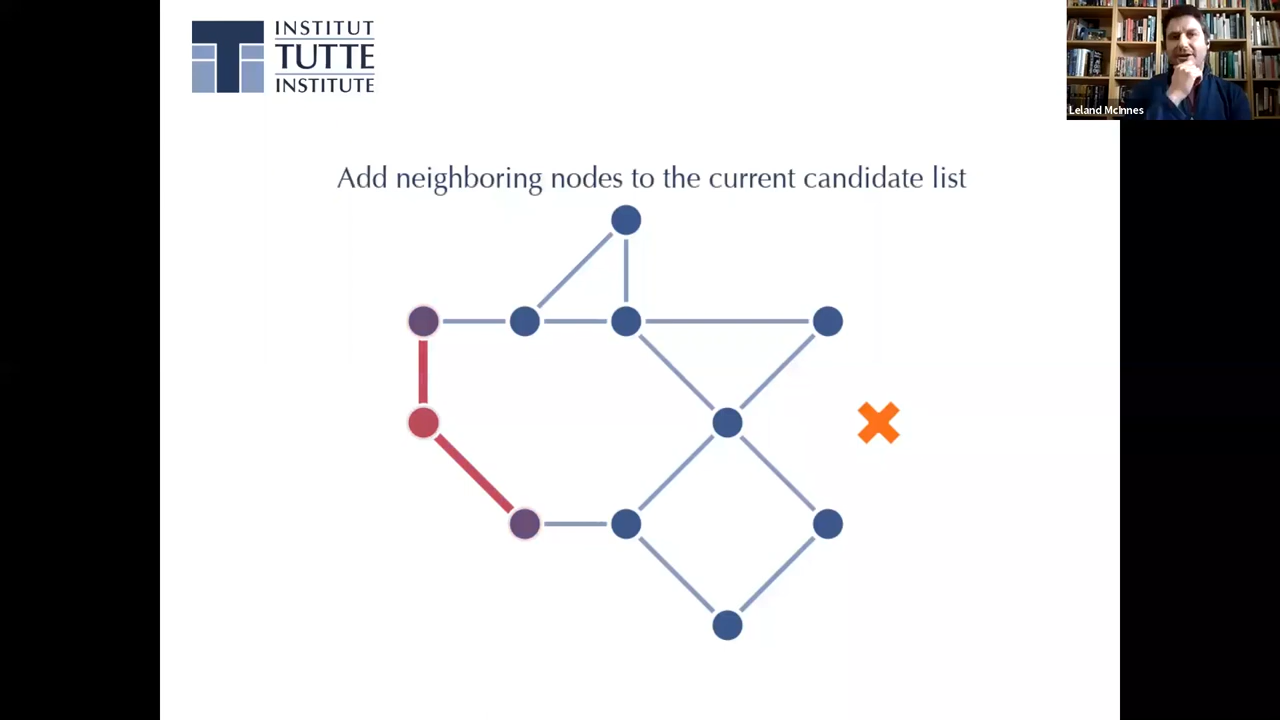 INSTITUT
TUTTE
INSTITUTE
Leland McInnes
Add neighboring nodes to the current candidate list